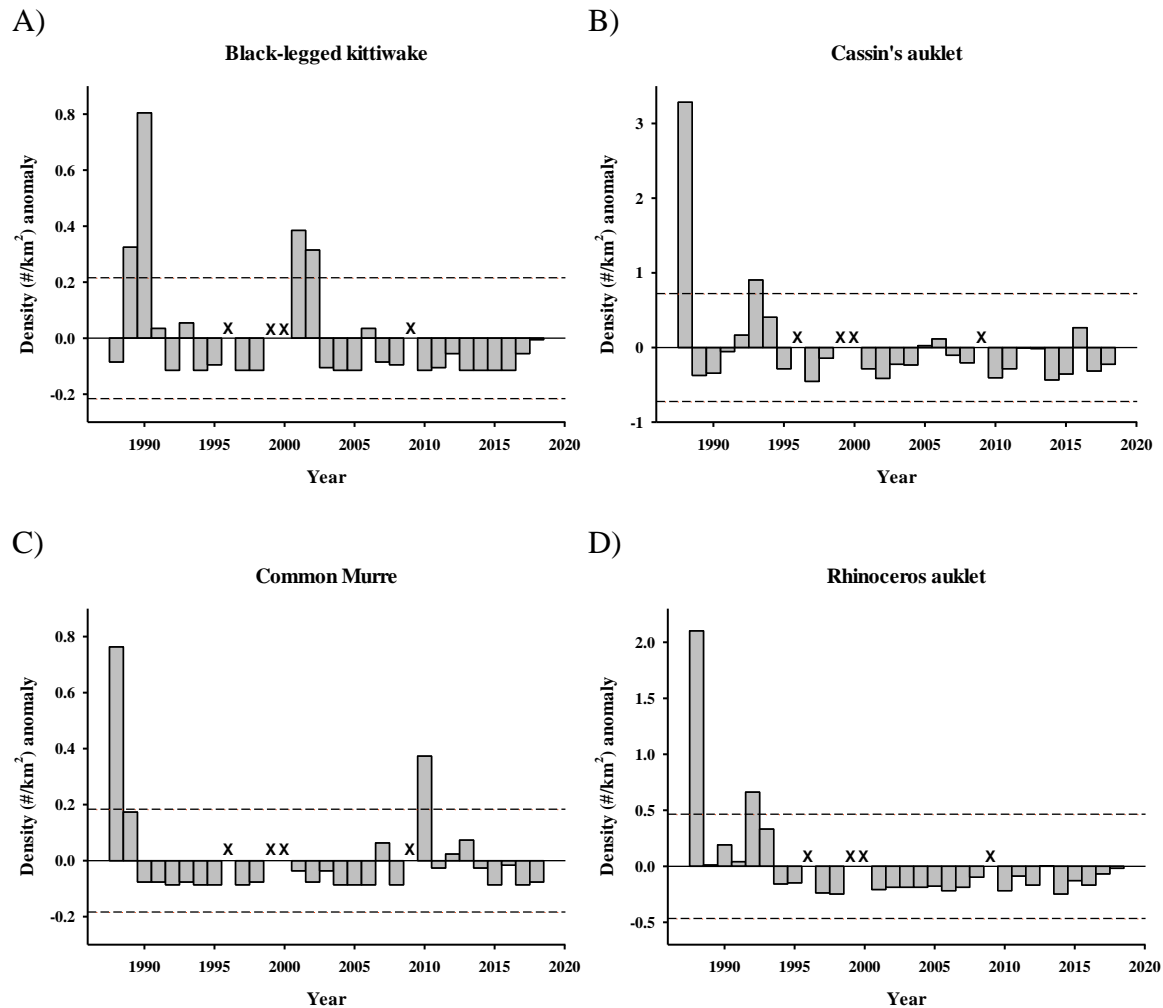 A)
Black-legged kittiwake
Density (#/km²) anomaly
0.8
0.6
0.4
0.2
0.0
-0.2
X X X X
1990 1995 2000 2005 2010 2015 2020
Year
B)
Cassin's auklet
Density (#/km²) anomaly
3
2
1
0
-1
X X X X
1990 1995 2000 2005 2010 2015 2020
Year
C)
Common Murre
Density (#/km²) anomaly
0.8
0.6
0.4
0.2
0.0
-0.2
X X X X
1990 1995 2000 2005 2010 2015 2020
Year
D)
Rhinoceros auklet
Density (#/km²) anomaly
2.0
1.5
1.0
0.5
0.0
-0.5
X X X X
1990 1995 2000 2005 2010 2015 2020
Year